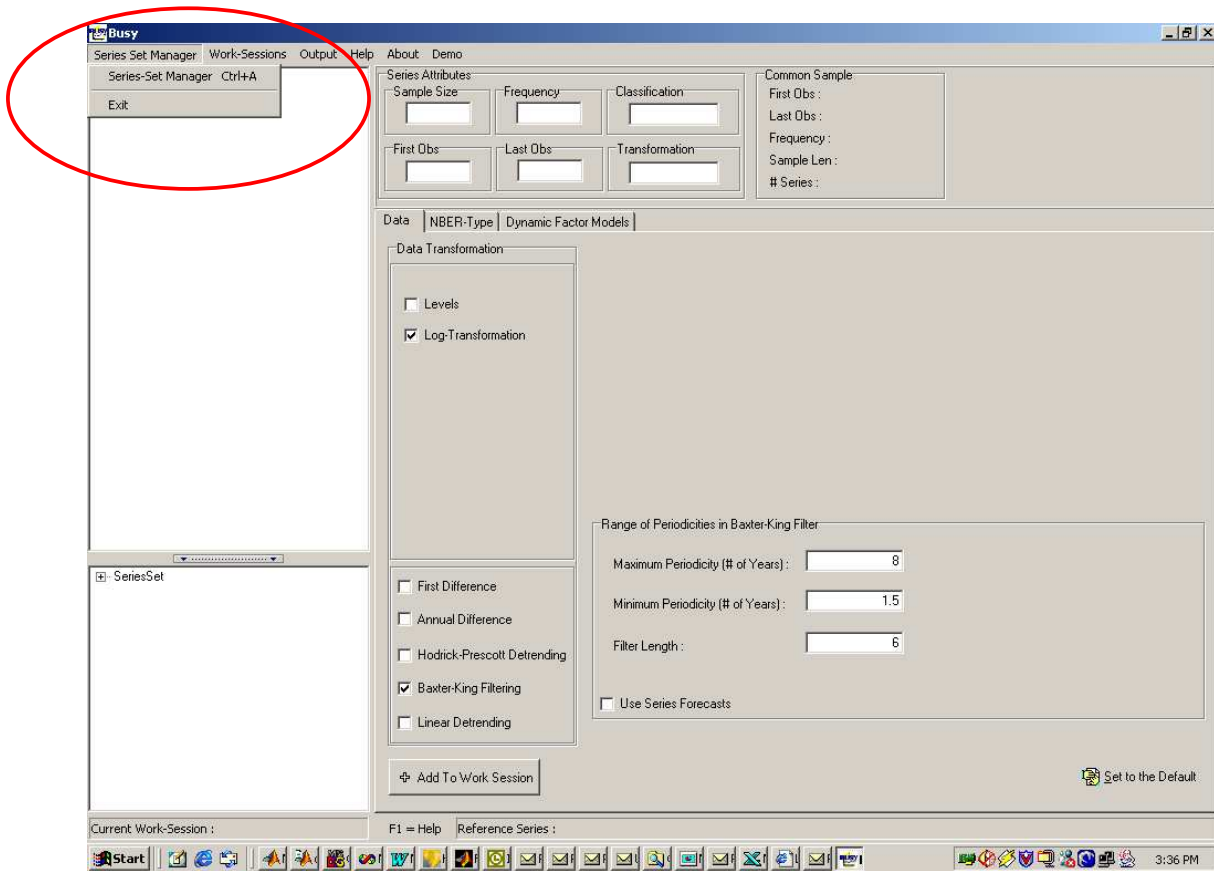 Busy
Series Set Manager Work-Sessions Output Help About Demo
Series-Set Manager Ctrl+A
Exit
Series Attributes
Sample Size Frequency Classification
First Obs Last Obs Transformation
Common Sample
First Obs :
Last Obs :
Frequency :
Sample Len :
# Series :
Data NBER-Type Dynamic Factor Models
Data Transformation
Levels
Log-Transformation
First Difference
Annual Difference
Hodrick-Prescott Detrending
Baxter-King Filtering
Linear Detrending
Range of Periodicities in Baxter-King Filter
Maximum Periodicity (# of Years) : 8
Minimum Periodicity (# of Years) : 1.5
Filter Length : 6
Use Series Forecasts
SeriesSet
Add To Work Session
Set to the Default
Current Work-Session :
F1 = Help Reference Series :
Start
3:36 PM